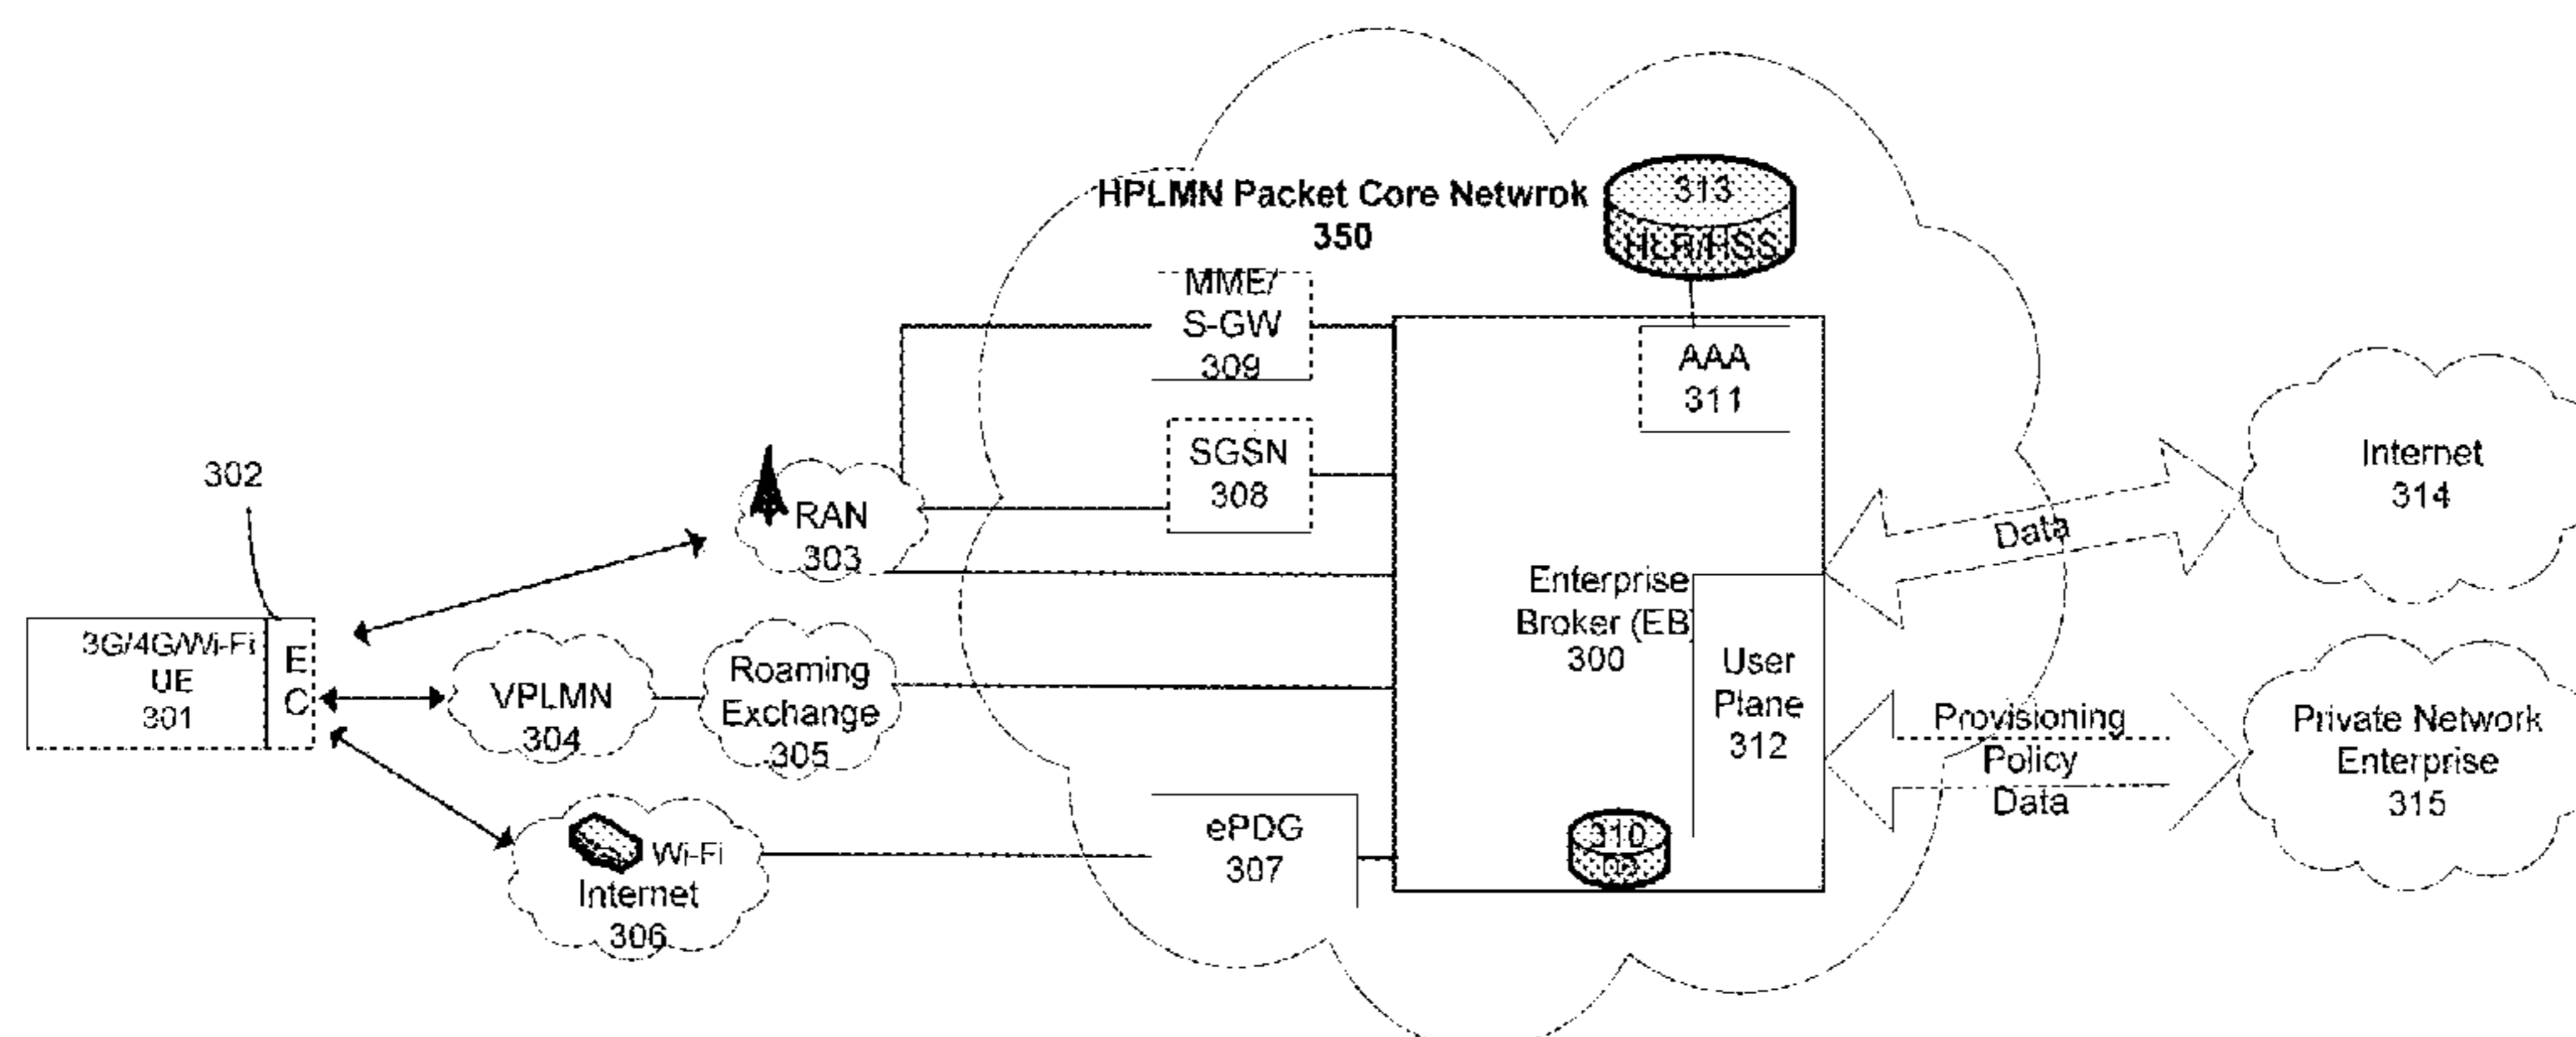 HPLMN Packet Core Netwrok
350
313
HLR/HSS
MME/
S-GW
309
AAA
311
SGSN
308
302
RAN
303
3G/4G/Wi-Fi
UE
301
E
C
VPLMN
304
Roaming
Exchange
305
Wi-Fi
Internet
306
ePDG
307
Enterprise
Broker (EB)
300
User
Plane
312
310
Data
Internet
314
Provisioning
Policy
Data
Private Network
Enterprise
315